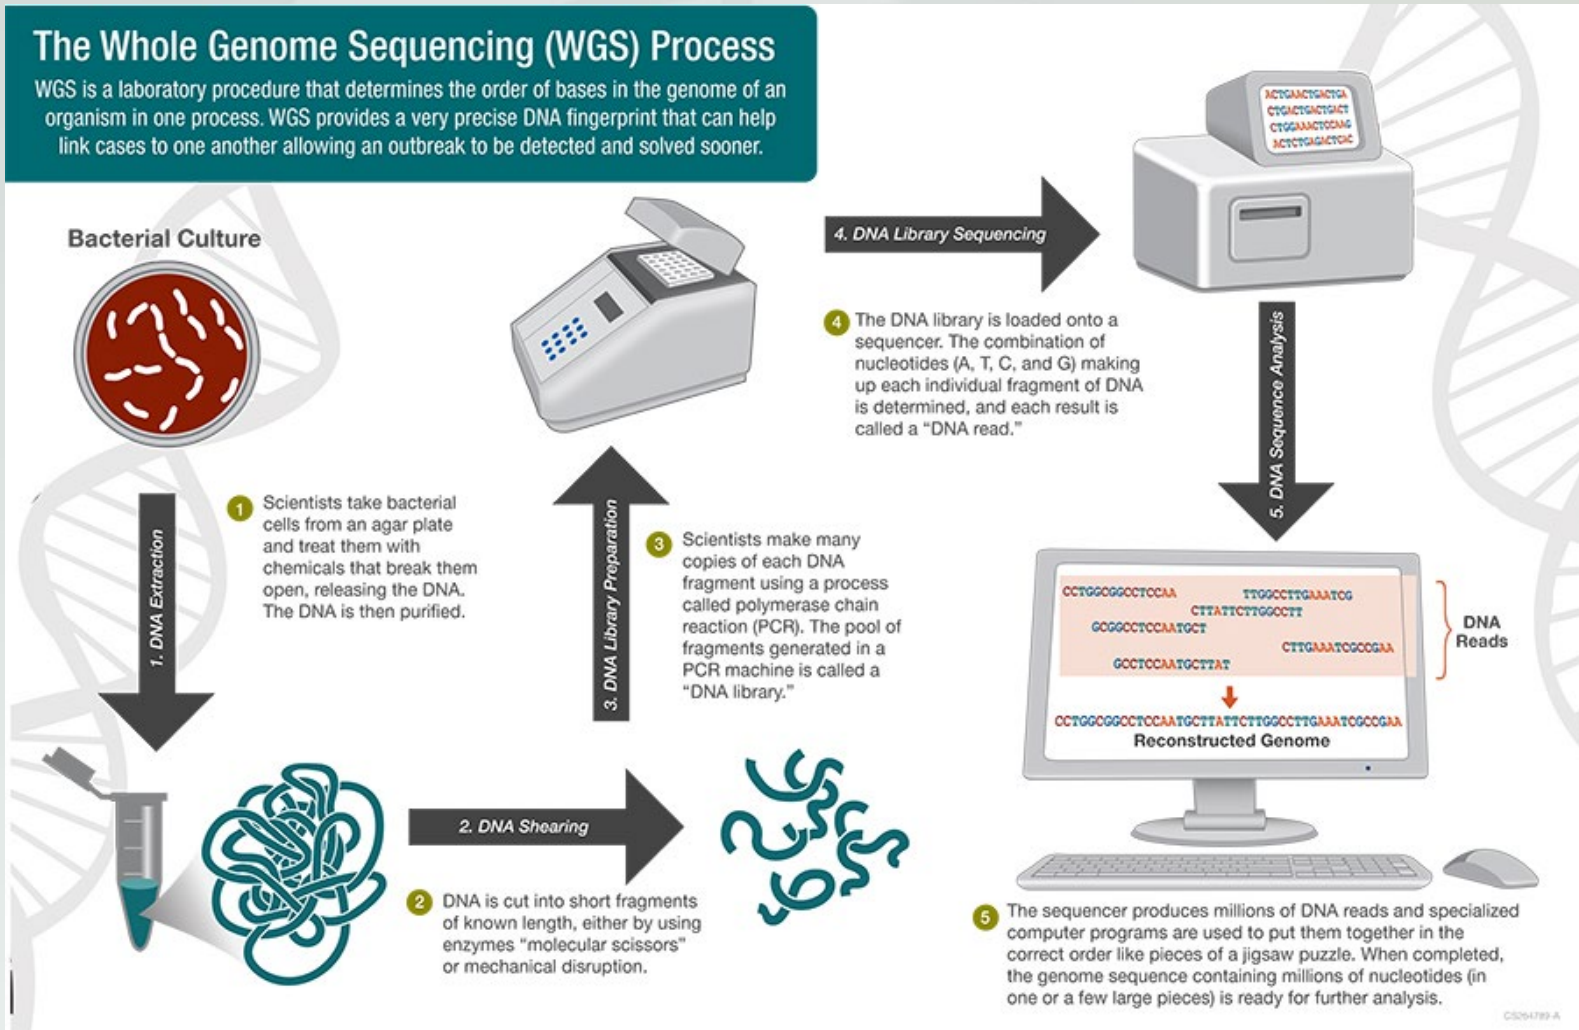 The Whole Genome Sequencing (WGS) Process
WGS is a laboratory procedure that determines the order of bases in the genome of an
organism in one process. WGS provides a very precise DNA fingerprint that can help
link cases to one another allowing an outbreak to be detected and solved sooner.
Bacterial Culture
1. DNA Extraction
1 Scientists take bacterial
cells from an agar plate
and treat them with
chemicals that break them
open, releasing the DNA.
The DNA is then purified.
2. DNA Shearing
2 DNA is cut into short fragments
of known length, either by using
enzymes “molecular scissors”
or mechanical disruption.
3. DNA Library Preparation
3 Scientists make many
copies of each DNA
fragment using a process
called polymerase chain
reaction (PCR). The pool of
fragments generated in a
PCR machine is called a
“DNA library.”
4. DNA Library Sequencing
4 The DNA library is loaded onto a
sequencer. The combination of
nucleotides (A, T, C, and G) making
up each individual fragment of DNA
is determined, and each result is
called a “DNA read.”
ACTGAACTGACTGA
CTGACTGACTGACT
CTGGAAACTCCAAG
ACTCTGAGACTGAC
5. DNA Sequence Analysis
CCTGGCGGCCTCCAA
TTGGCCTTGAAATCG
CTTATTCTTGGCCTT
GCGGCCTCCAATGCT
CTTGAAATCGCCGAA
GCCTCCAATGCTTAT
DNA
Reads
CCTGGCGGCCTCCAATGCTTATTCTTGGCCTTGAAATCGCCGAA
Reconstructed Genome
5 The sequencer produces millions of DNA reads and specialized
computer programs are used to put them together in the
correct order like pieces of a jigsaw puzzle. When completed,
the genome sequence containing millions of nucleotides (in
one or a few large pieces) is ready for further analysis.
CS264789-A